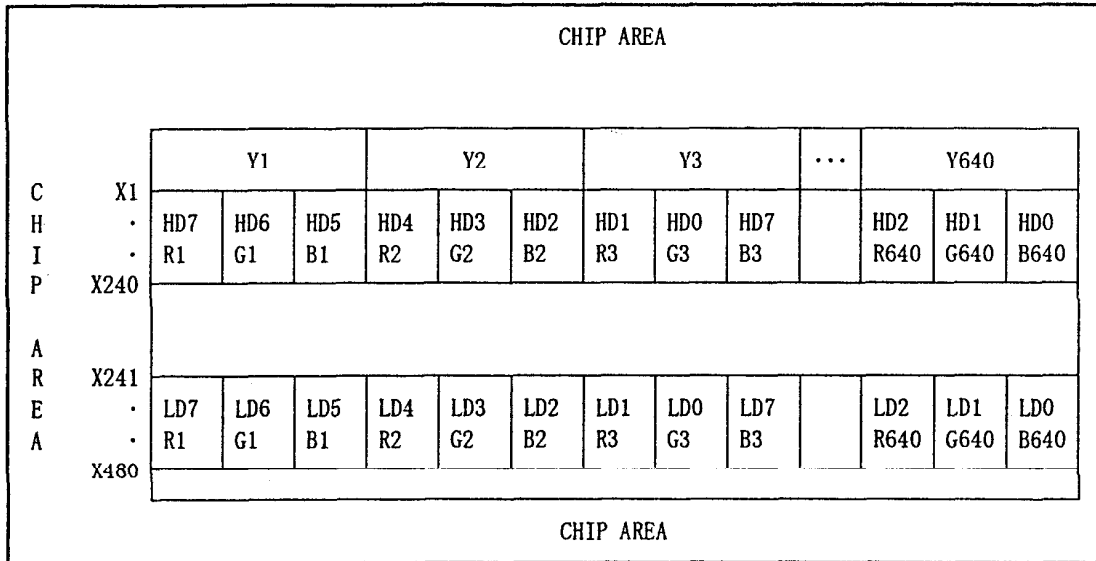 CHIP AREA
Y1 Y2 Y3 ... Y640
C H I P A R E A
X1
· HD7 HD6 HD5 HD4 HD3 HD2 HD1 HD0 HD7 HD2 HD1 HD0
· R1 G1 B1 R2 G2 B2 R3 G3 B3 R640 G640 B640
X240
X241
· LD7 LD6 LD5 LD4 LD3 LD2 LD1 LD0 LD7 LD2 LD1 LD0
· R1 G1 B1 R2 G2 B2 R3 G3 B3 R640 G640 B640
X480
CHIP AREA